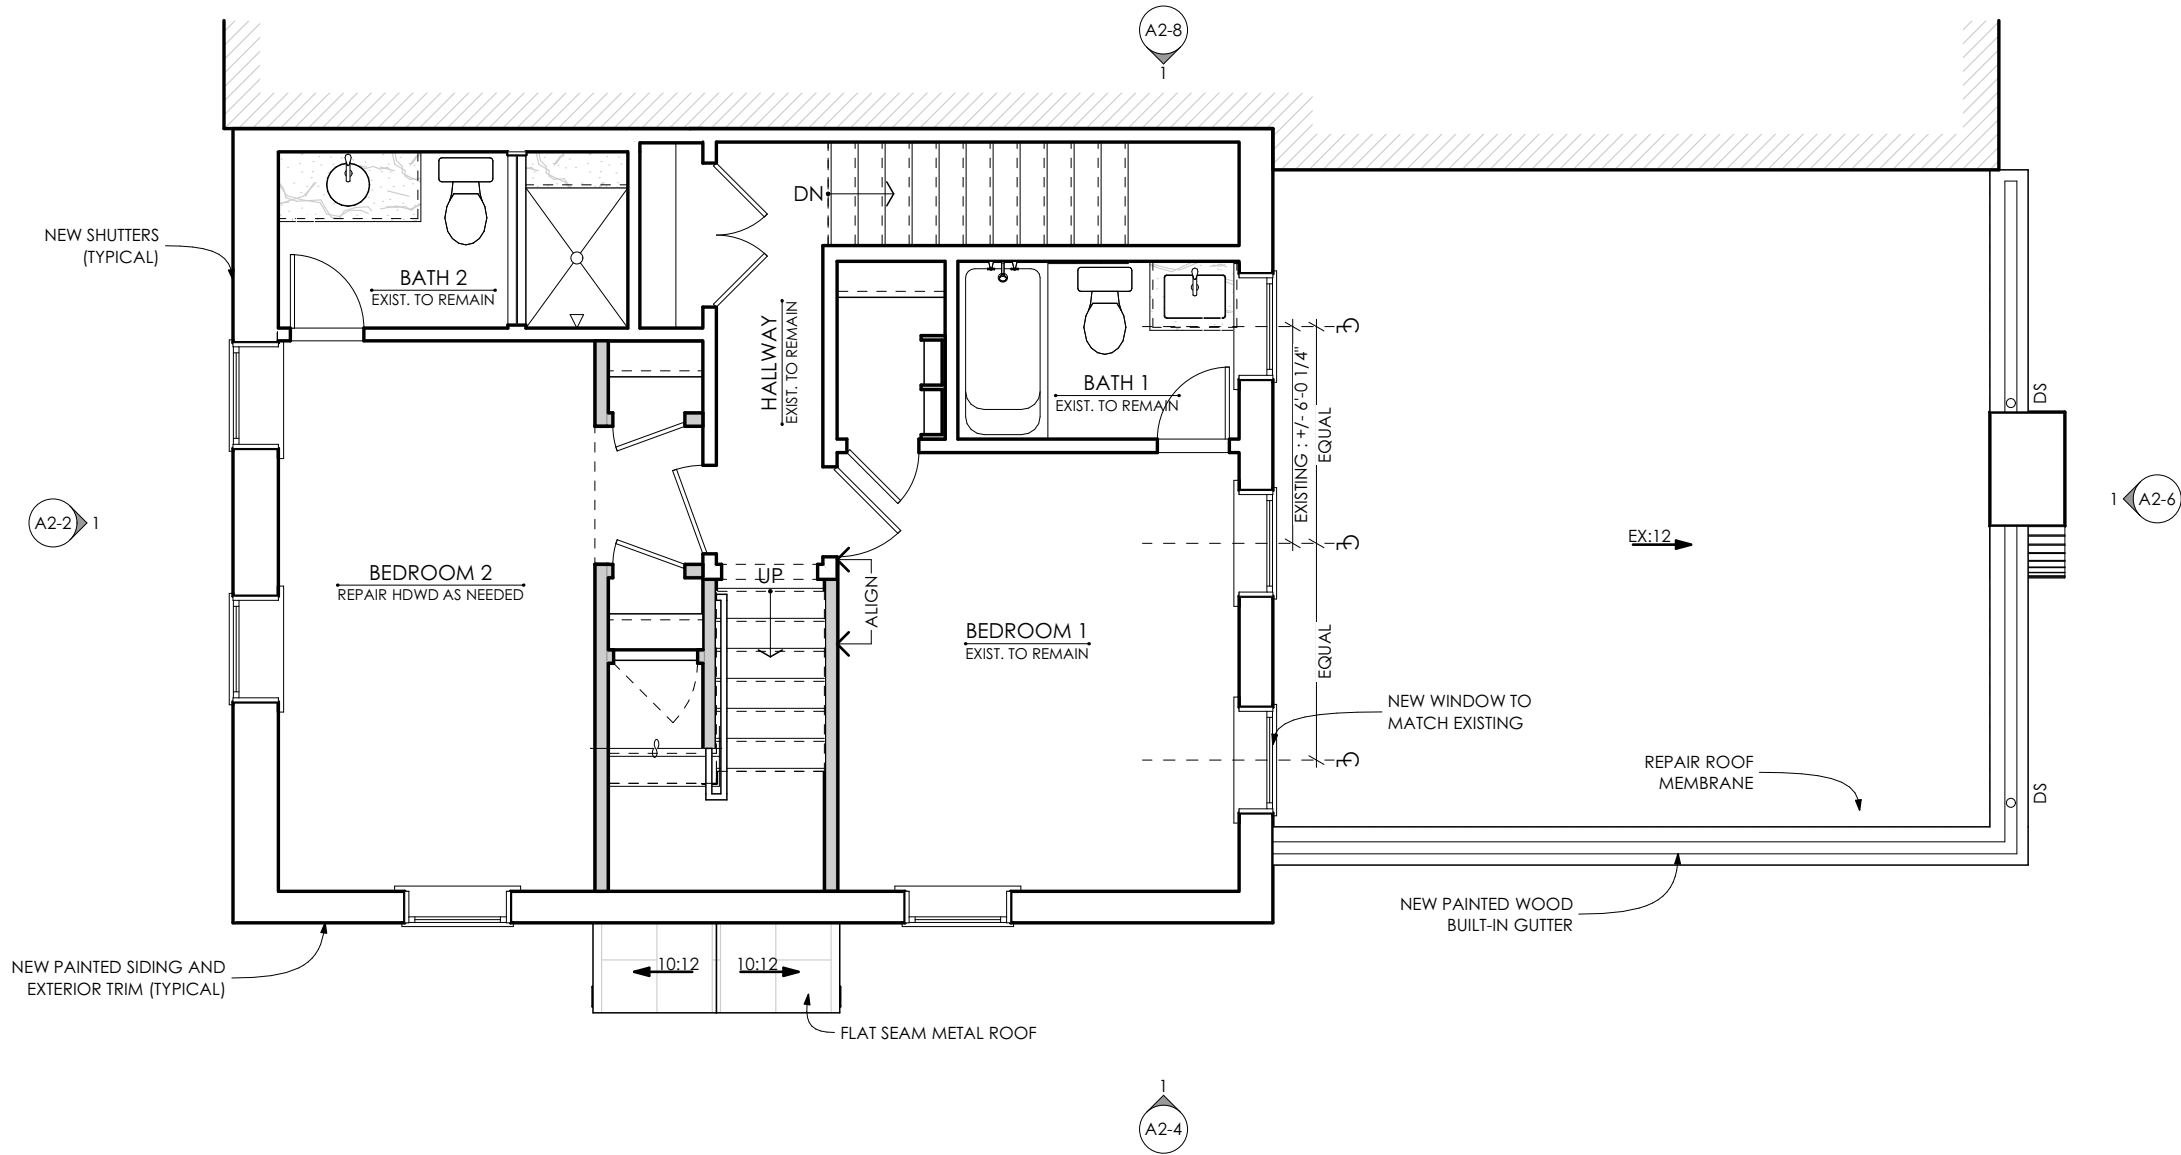 A2-8
1
DN
NEW SHUTTERS
(TYPICAL)
BATH 2
EXIST. TO REMAIN
HALLWAY
EXIST. TO REMAIN
BATH 1
EXIST. TO REMAIN
EXISTING : +/- 6'-0 1/4"
EQUAL
DS
A2-2
1
1
A2-6
EX:12
BEDROOM 2
REPAIR HDWD AS NEEDED
UP
ALIGN
BEDROOM 1
EXIST. TO REMAIN
EQUAL
NEW WINDOW TO
MATCH EXISTING
REPAIR ROOF
MEMBRANE
DS
NEW PAINTED WOOD
BUILT-IN GUTTER
NEW PAINTED SIDING AND
EXTERIOR TRIM (TYPICAL)
10:12
10:12
FLAT SEAM METAL ROOF
1
A2-4